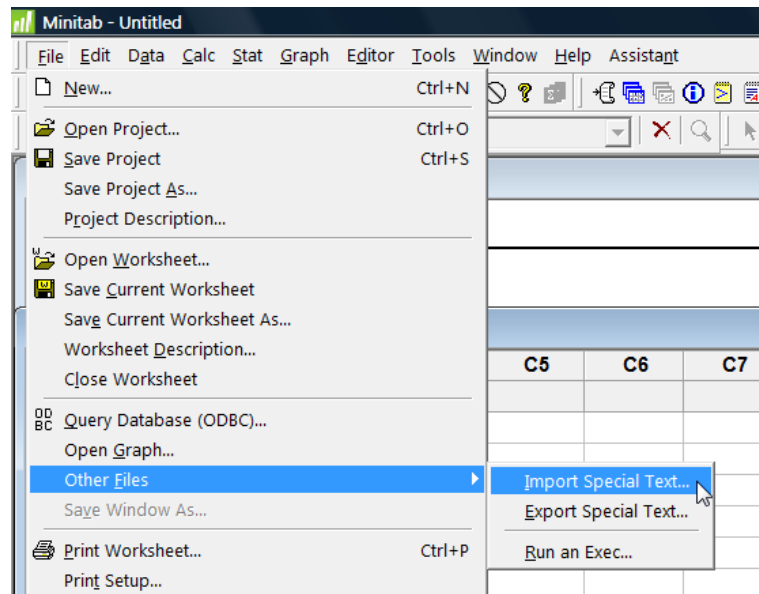 Minitab - Untitled
File Edit Data Calc Stat Graph Editor Tools Window Help Assistant
New... Ctrl+N
Open Project... Ctrl+O
Save Project Ctrl+S
Save Project As...
Project Description...
Open Worksheet...
Save Current Worksheet
Save Current Worksheet As...
Worksheet Description...
Close Worksheet
C5 C6 C7
Query Database (ODBC)...
Open Graph...
Other Files
Import Special Text...
Save Window As...
Export Special Text...
Print Worksheet... Ctrl+P
Run an Exec...
Print Setup...